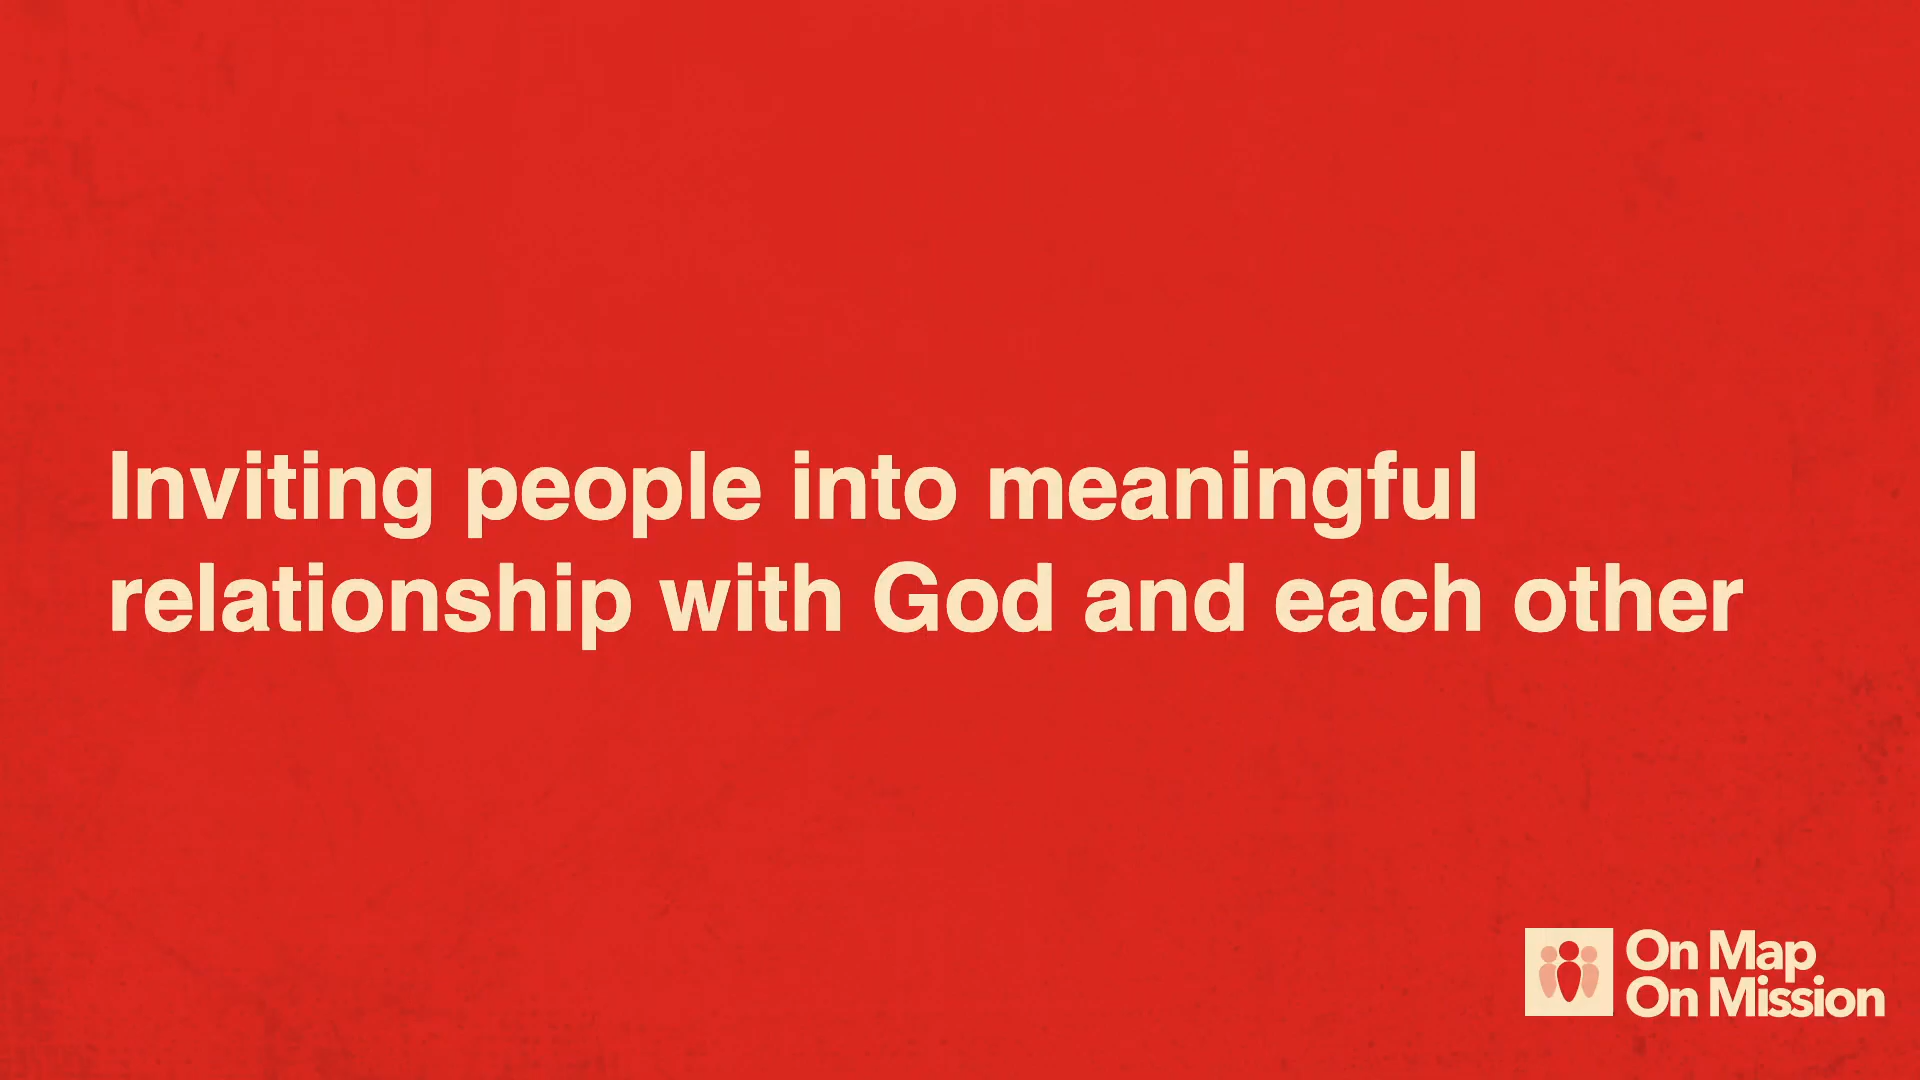 Inviting people into meaningful
relationship with God and each other
On Map
On Mission